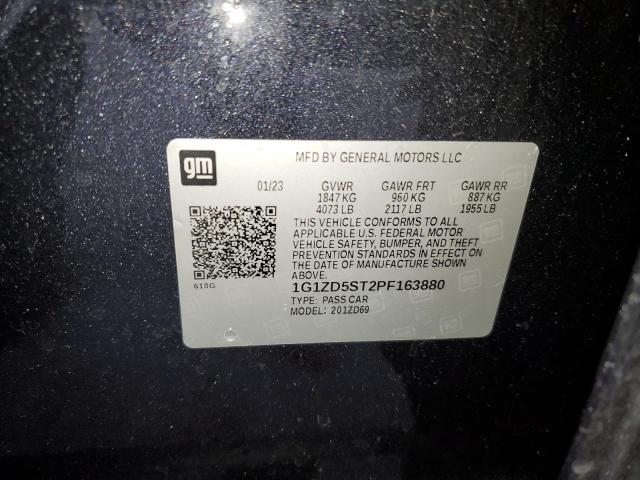 gm
MFD BY GENERAL MOTORS LLC
01/23 GVWR GAWR FRT GAWR RR
1847 KG 960 KG 887 KG
4073 LB 2117 LB 1955 LB
THIS VEHICLE CONFORMS TO ALL
APPLICABLE U.S. FEDERAL MOTOR
VEHICLE SAFETY, BUMPER, AND THEFT
PREVENTION STANDARDS IN EFFECT ON
THE DATE OF MANUFACTURE SHOWN
ABOVE.
618G
1G1ZD5ST2PF163880
TYPE: PASS CAR
MODEL: 201ZD69